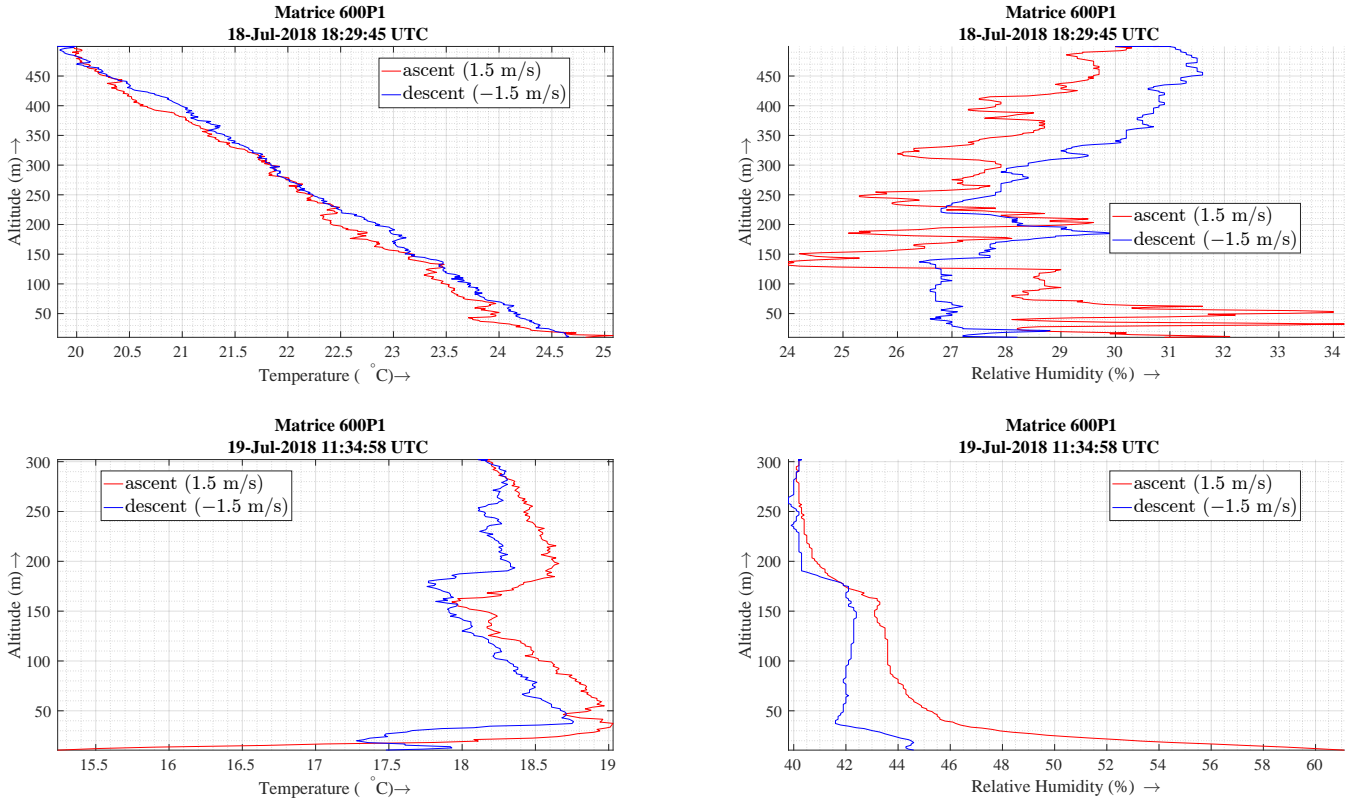 Matrice 600P1
18-Jul-2018 18:29:45 UTC
ascent (1.5 m/s)
descent (−1.5 m/s)
450
400
350
300
250
200
150
100
50
Altitude (m) →
20 20.5 21 21.5 22 22.5 23 23.5 24 24.5 25
Temperature ( °C)→
Matrice 600P1
18-Jul-2018 18:29:45 UTC
ascent (1.5 m/s)
descent (−1.5 m/s)
450
400
350
300
250
200
150
100
50
Altitude (m) →
24 25 26 27 28 29 30 31 32 33 34
Relative Humidity (%) →
Matrice 600P1
19-Jul-2018 11:34:58 UTC
ascent (1.5 m/s)
descent (−1.5 m/s)
300
250
200
150
100
50
Altitude (m) →
15.5 16 16.5 17 17.5 18 18.5 19
Temperature ( °C)→
Matrice 600P1
19-Jul-2018 11:34:58 UTC
ascent (1.5 m/s)
descent (−1.5 m/s)
300
250
200
150
100
50
Altitude (m) →
40 42 44 46 48 50 52 54 56 58 60
Relative Humidity (%) →